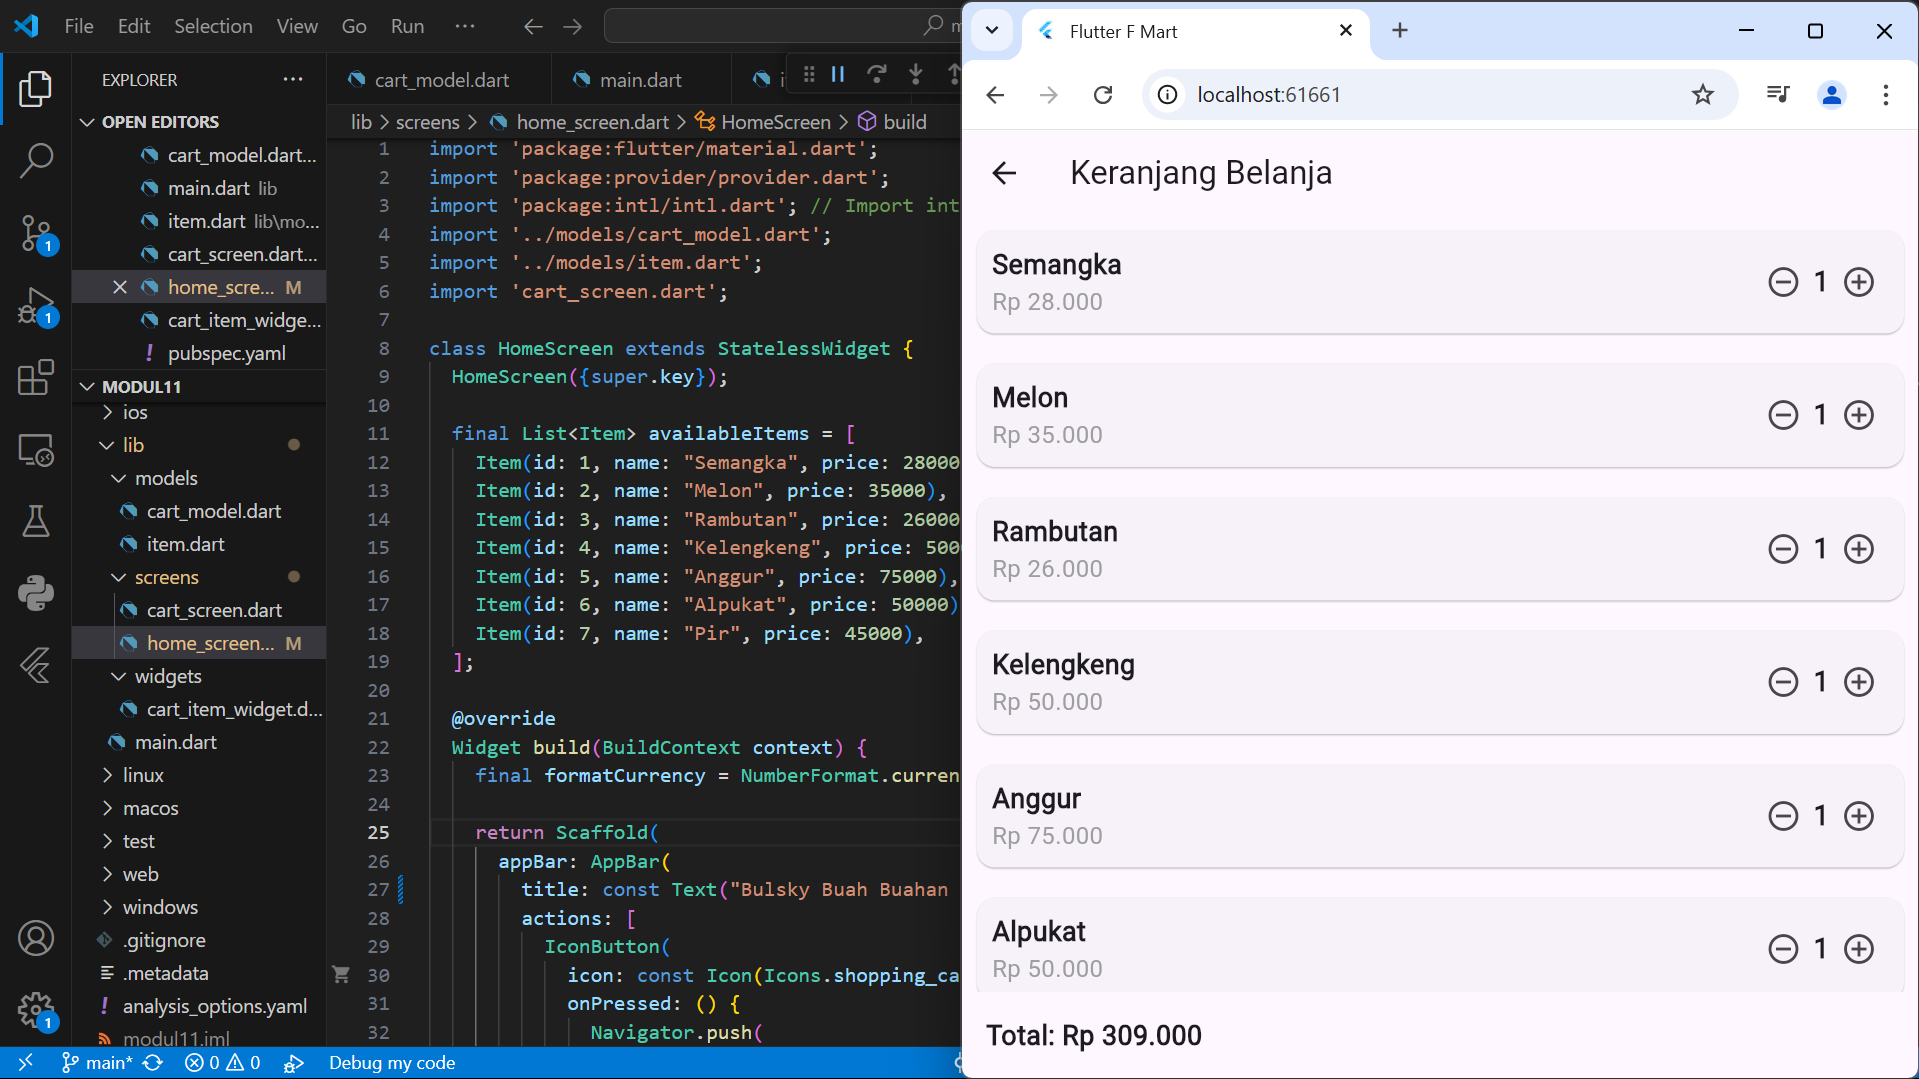 File Edit Selection View Go Run ···
EXPLORER
OPEN EDITORS
cart_model.dart...
main.dart lib
item.dart lib\mo...
cart_screen.dart...
home_scre... M
cart_item_widge...
! pubspec.yaml
MODUL11
ios
lib
models
cart_model.dart
item.dart
screens
cart_screen.dart
home_screen... M
widgets
cart_item_widget.d...
main.dart
linux
macos
test
web
windows
.gitignore
.metadata
! analysis_options.yaml
modul11.iml
1
1
1
cart_model.dart
main.dart
lib > screens > home_screen.dart > HomeScreen > build
1 import 'package:flutter/material.dart';
2 import 'package:provider/provider.dart';
3 import 'package:intl/intl.dart'; // Import int
4 import '../models/cart_model.dart';
5 import '../models/item.dart';
6 import 'cart_screen.dart';
7
8 class HomeScreen extends StatelessWidget {
9 HomeScreen({super.key});
10
11 final List<Item> availableItems = [
12 Item(id: 1, name: "Semangka", price: 28000
13 Item(id: 2, name: "Melon", price: 35000),
14 Item(id: 3, name: "Rambutan", price: 26000
15 Item(id: 4, name: "Kelengkeng", price: 500
16 Item(id: 5, name: "Anggur", price: 75000),
17 Item(id: 6, name: "Alpukat", price: 50000)
18 Item(id: 7, name: "Pir", price: 45000),
19 ];
20
21 @override
22 Widget build(BuildContext context) {
23 final formatCurrency = NumberFormat.curren
24
25 return Scaffold(
26 appBar: AppBar(
27 title: const Text("Bulsky Buah Buahan
28 actions: [
29 IconButton(
30 icon: const Icon(Icons.shopping_ca
31 onPressed: () {
32 Navigator.push(
main* 0 0 Debug my code
Flutter F Mart
localhost:61661
Keranjang Belanja
Semangka
Rp 28.000
1
Melon
Rp 35.000
1
Rambutan
Rp 26.000
1
Kelengkeng
Rp 50.000
1
Anggur
Rp 75.000
1
Alpukat
Rp 50.000
1
Total: Rp 309.000